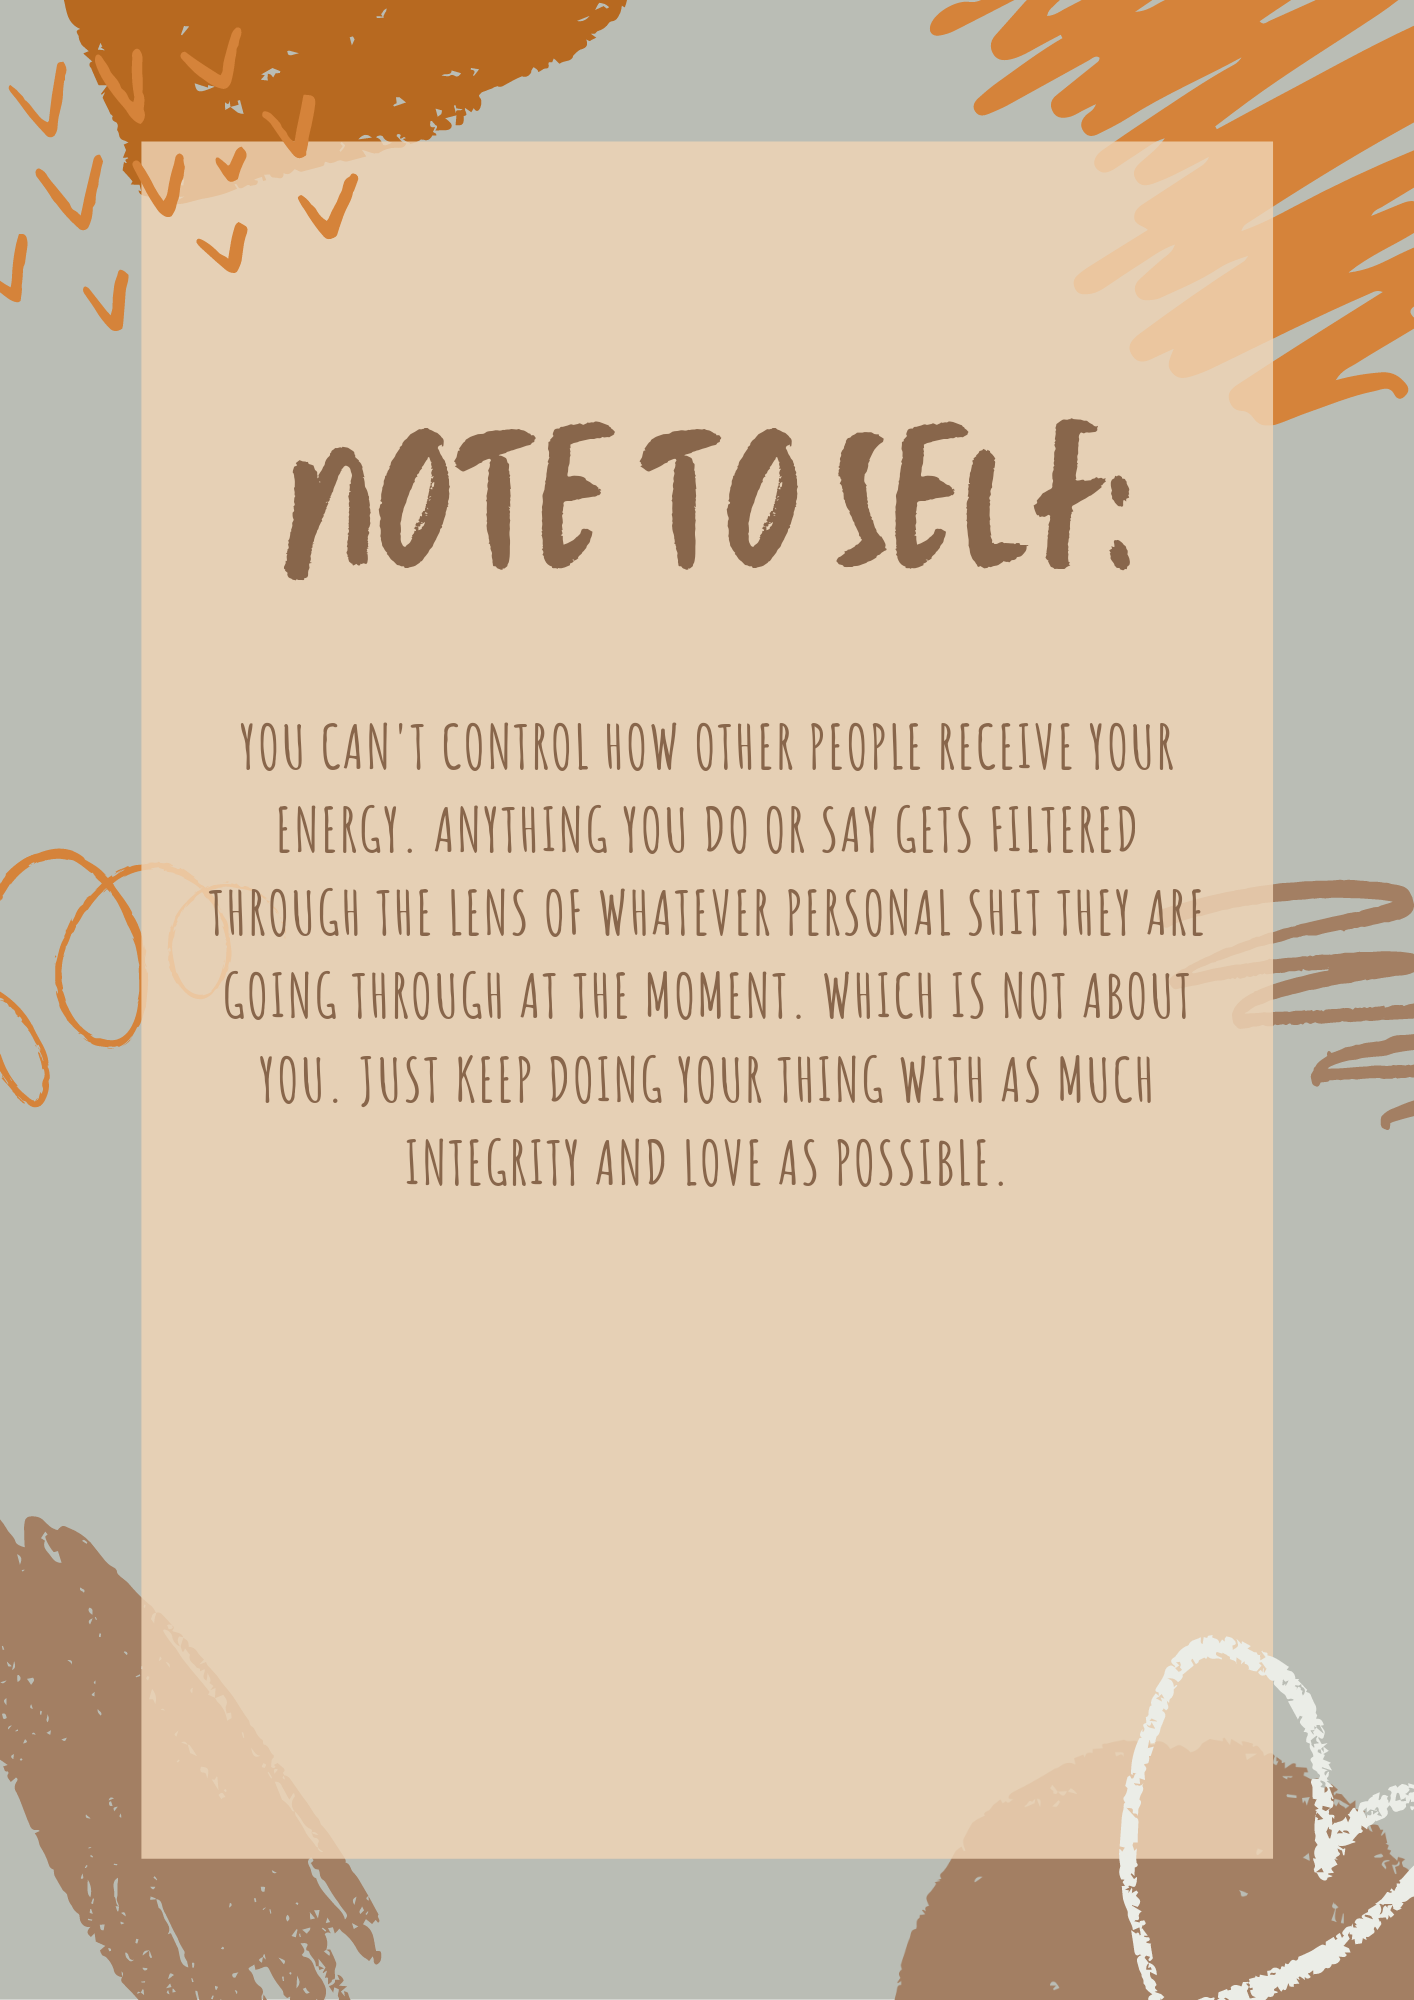 NOTE TO SELF:
YOU CAN'T CONTROL HOW OTHER PEOPLE RECEIVE YOUR
ENERGY. ANYTHING YOU DO OR SAY GETS FILTERED
THROUGH THE LENS OF WHATEVER PERSONAL SHIT THEY ARE
GOING THROUGH AT THE MOMENT. WHICH IS NOT ABOUT
YOU. JUST KEEP DOING YOUR THING WITH AS MUCH
INTEGRITY AND LOVE AS POSSIBLE.